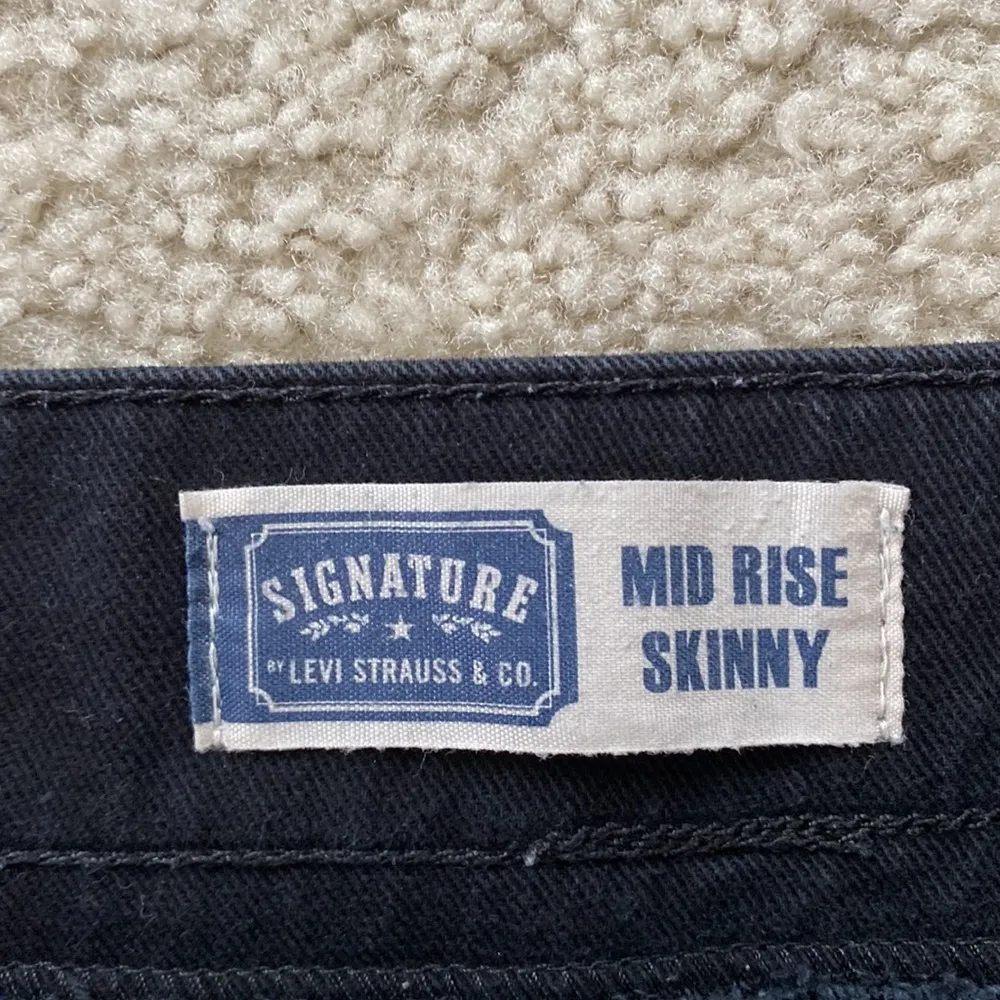 SIGNATURE
BY LEVI STRAUSS & CO.
MID RISE
SKINNY